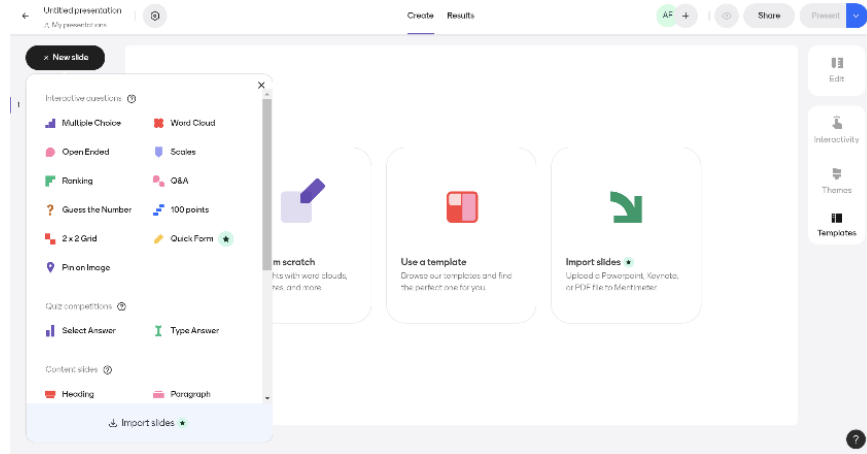 Untitled presentation
My presentations
Create
Results
AF
+
Share
Present
× New slide
Interactive questions ?
Multiple Choice
Word Cloud
Open Ended
Scales
Ranking
Q&A
Guess the Number
100 points
2 x 2 Grid
Quick Form
Pin on Image
Quiz competitions ?
Select Answer
Type Answer
Content slides ?
Heading
Paragraph
Import slides
1
m scratch
hts with word clouds,
es, and more.
Use a template
Browse our templates and find
the perfect one for you.
Import slides
Upload a Powerpoint, Keynote,
or PDF file to Mentimeter.
Edit
Interactivity
Themes
Templates
?